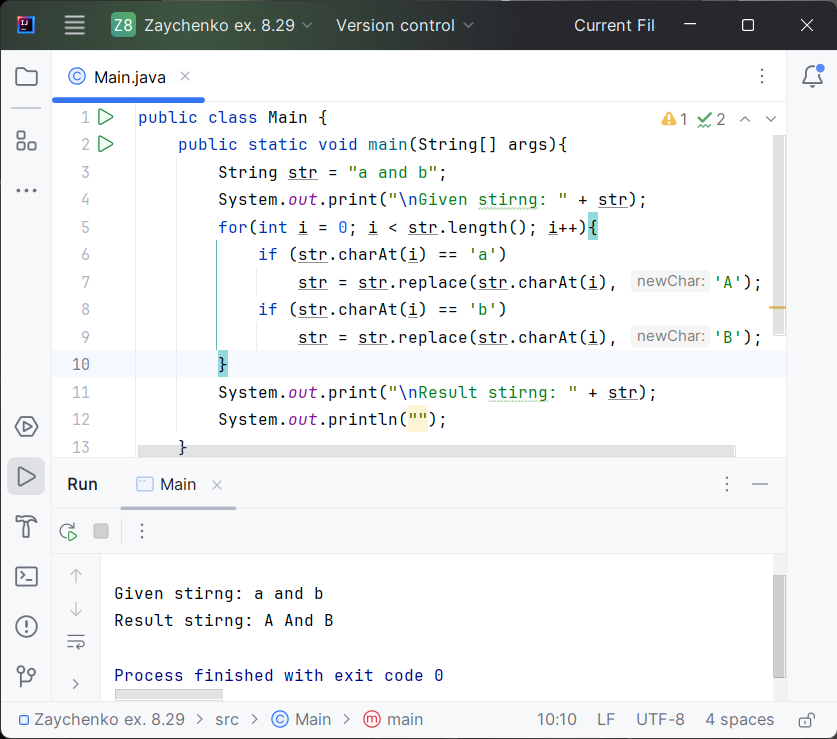 Z8 Zaychenko ex. 8.29 Version control Current Fil
Main.java
1 public class Main { 1 2
2 public static void main(String[] args){
3 String str = "a and b";
4 System.out.print("\nGiven stirng: " + str);
5 for(int i = 0; i < str.length(); i++){
6 if (str.charAt(i) == 'a')
7 str = str.replace(str.charAt(i), newChar: 'A');
8 if (str.charAt(i) == 'b')
9 str = str.replace(str.charAt(i), newChar: 'B');
10 }
11 System.out.print("\nResult stirng: " + str);
12 System.out.println("");
13 }
Run Main
Given stirng: a and b
Result stirng: A And B
Process finished with exit code 0
Zaychenko ex. 8.29 > src > Main > main 10:10 LF UTF-8 4 spaces